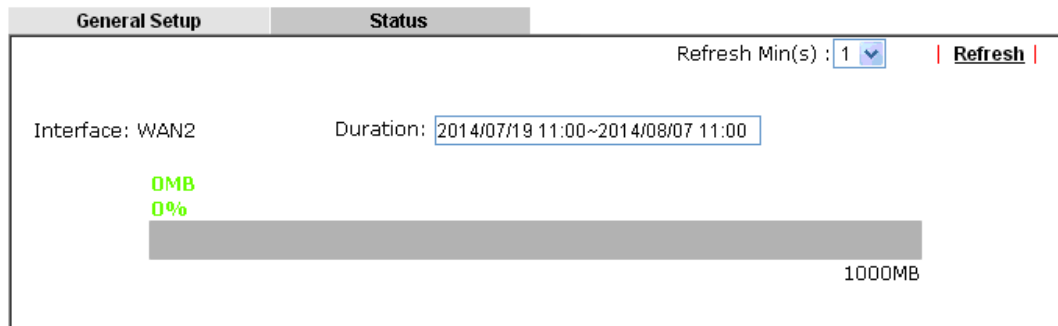 General Setup Status
Refresh Min(s) : 1 | Refresh |
Interface: WAN2 Duration: 2014/07/19 11:00~2014/08/07 11:00
0MB
0%
1000MB